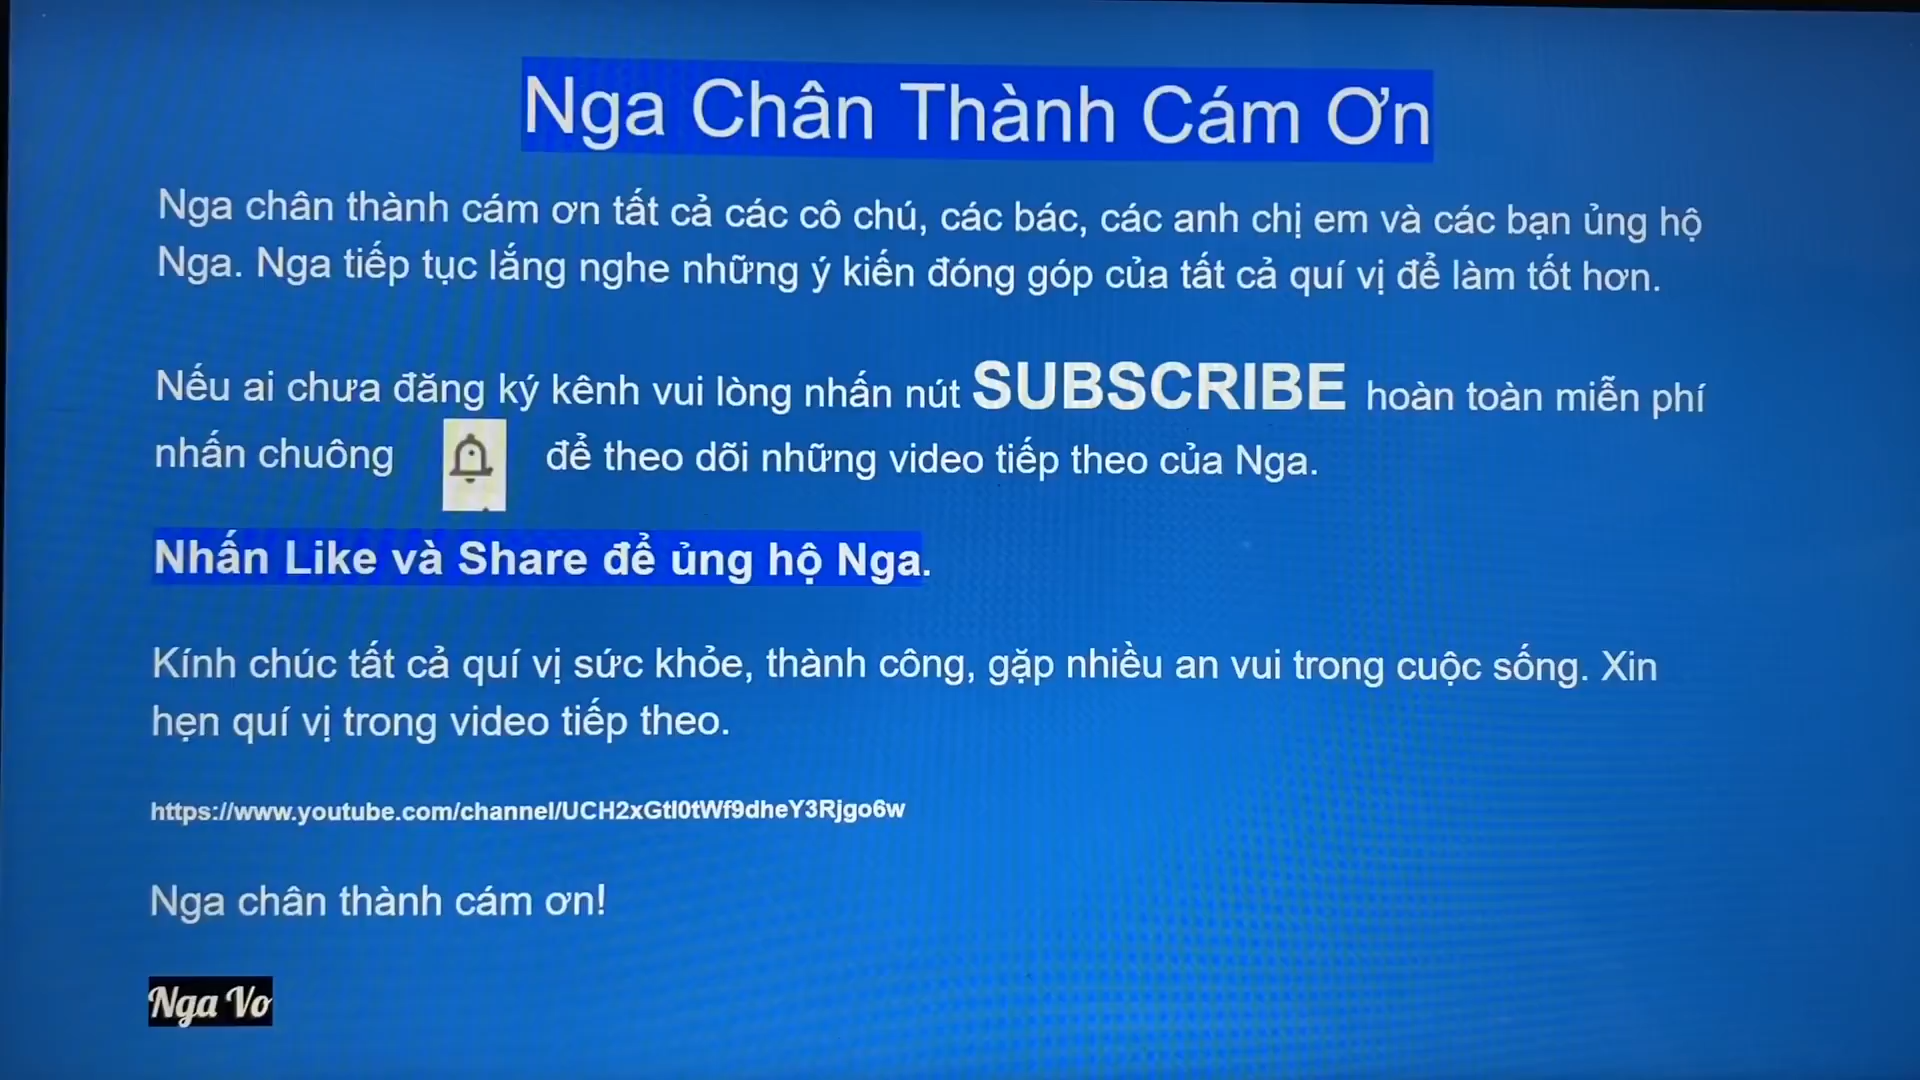 Nga Chân Thành Cám Ơn
Nga chân thành cám ơn tất cả các cô chú, các bác, các anh chị em và các bạn ủng hộ
Nga. Nga tiếp tục lắng nghe những ý kiến đóng góp của tất cả quí vị để làm tốt hơn.
Nếu ai chưa đăng ký kênh vui lòng nhấn nút SUBSCRIBE hoàn toàn miễn phí
nhấn chuông để theo dõi những video tiếp theo của Nga.
Nhấn Like và Share để ủng hộ Nga.
Kính chúc tất cả quí vị sức khỏe, thành công, gặp nhiều an vui trong cuộc sống. Xin
hẹn quí vị trong video tiếp theo.
https://www.youtube.com/channel/UCH2xGtl0tWf9dheY3Rjgo6w
Nga chân thành cám ơn!
Nga Vo